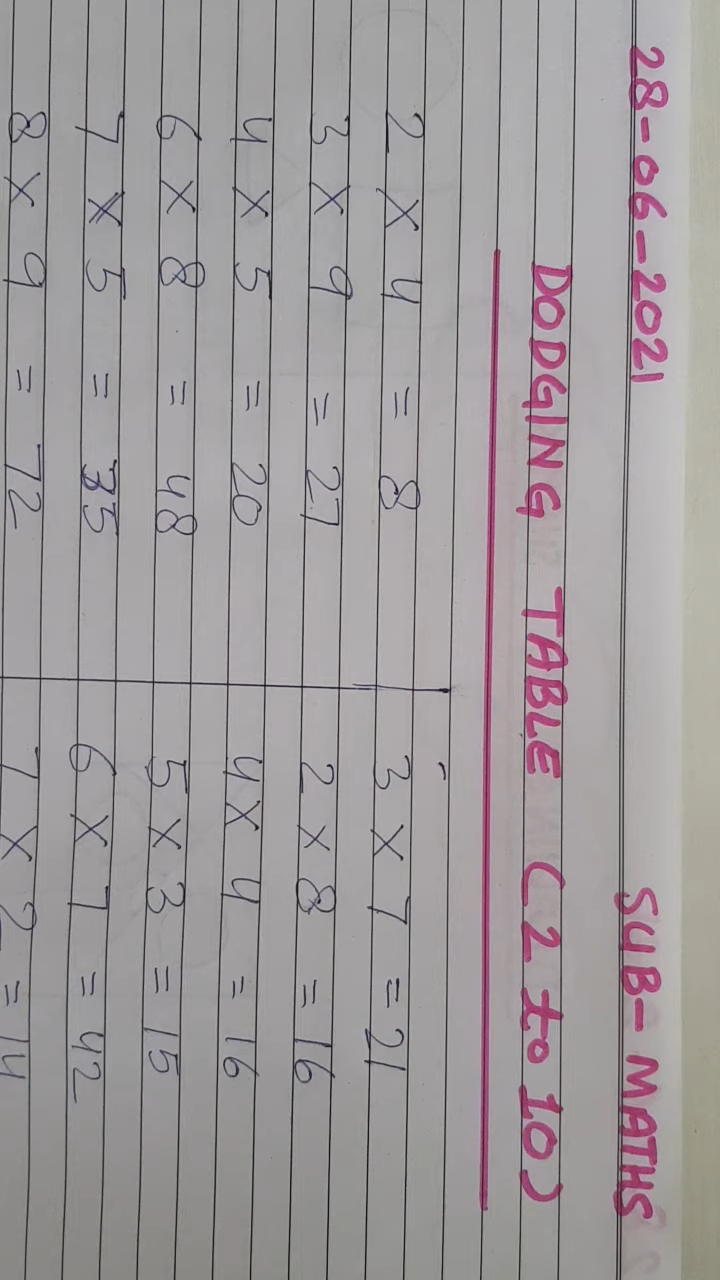 28-06-2021 SUB- MATHS
DODGING TABLE (2 to 10)
2 X 4 = 8
3 X 9 = 27
4 X 5 = 20
6 X 8 = 48
7 X 5 = 35
8 X 9 = 72
3 X 7 = 21
2 X 8 = 16
4 X 4 = 16
5 X 3 = 15
6 X 7 = 42
7 X 2 = 14